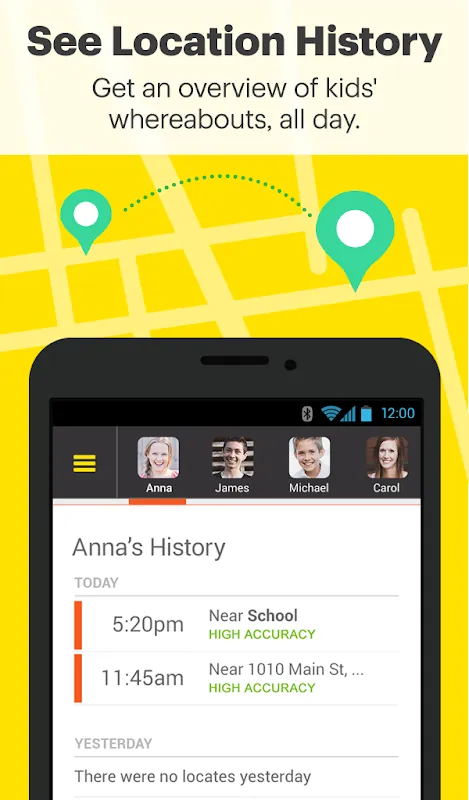 See Location History
Get an overview of kids'
whereabouts, all day.
12:00
Anna James Michael Carol
Anna's History
TODAY
5:20pm Near School
HIGH ACCURACY
11:45am Near 1010 Main St, ...
HIGH ACCURACY
YESTERDAY
There were no locates yesterday